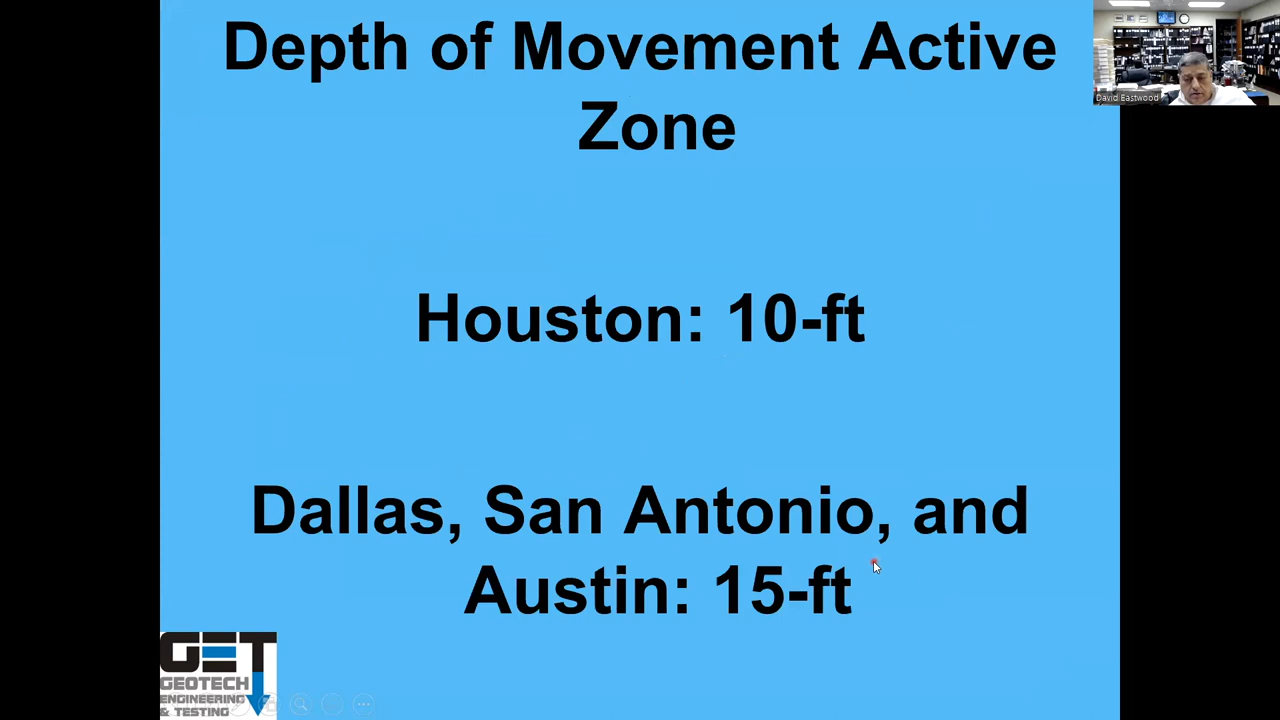 Depth of Movement Active
Zone
David Eastwood
Houston: 10-ft
Dallas, San Antonio, and
Austin: 15-ft
GET
GEOTECH
ENGINEERING
& TESTING